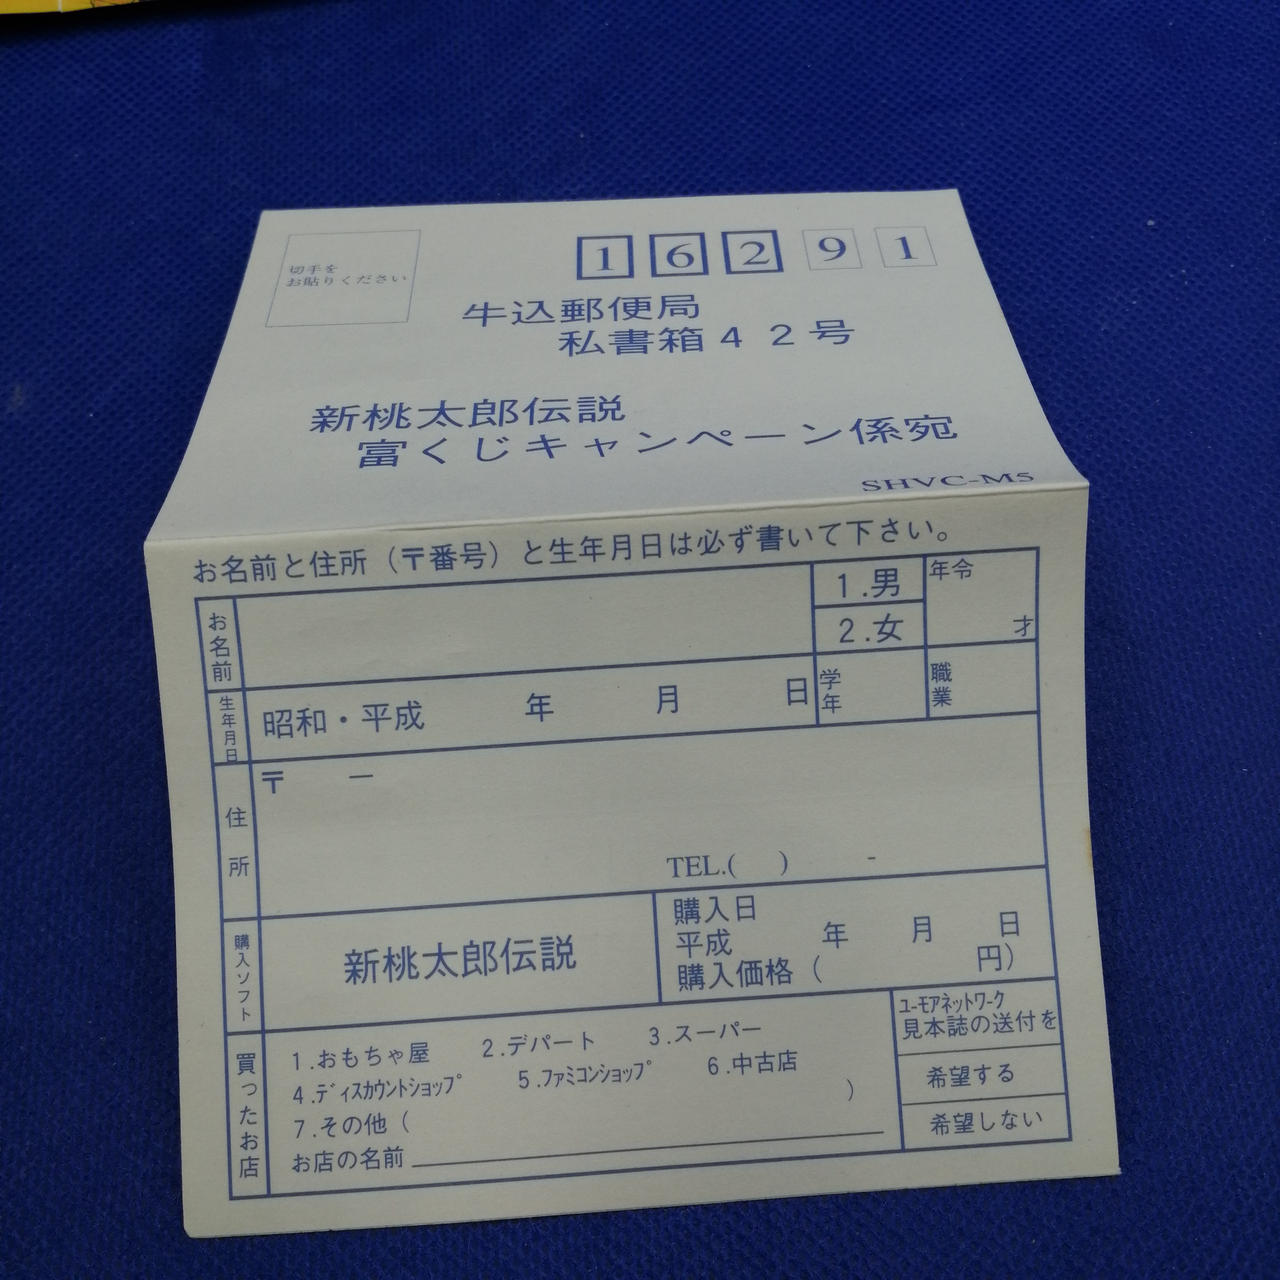 切手を
お貼りください
16291
牛込郵便局
私書箱42号
新桃太郎伝説
富くじキャンペーン係宛
SHVC-M5
お名前と住所(〒番号)と生年月日は必ず書いて下さい。
お名前
1.男
2.女
年令
才
生年月日
昭和・平成 年 月 日
学年
職業
住所
〒 ー
TEL.( ) -
購入ソフト
新桃太郎伝説
購入日
平成 年 月 日
購入価格( 円)
買ったお店
1.おもちゃ屋 2.デパート 3.スーパー
4.ディスカウントショップ 5.ファミコンショップ 6.中古店
7.その他( )
お店の名前
ユーモアネットワーク
見本誌の送付を
希望する
希望しない